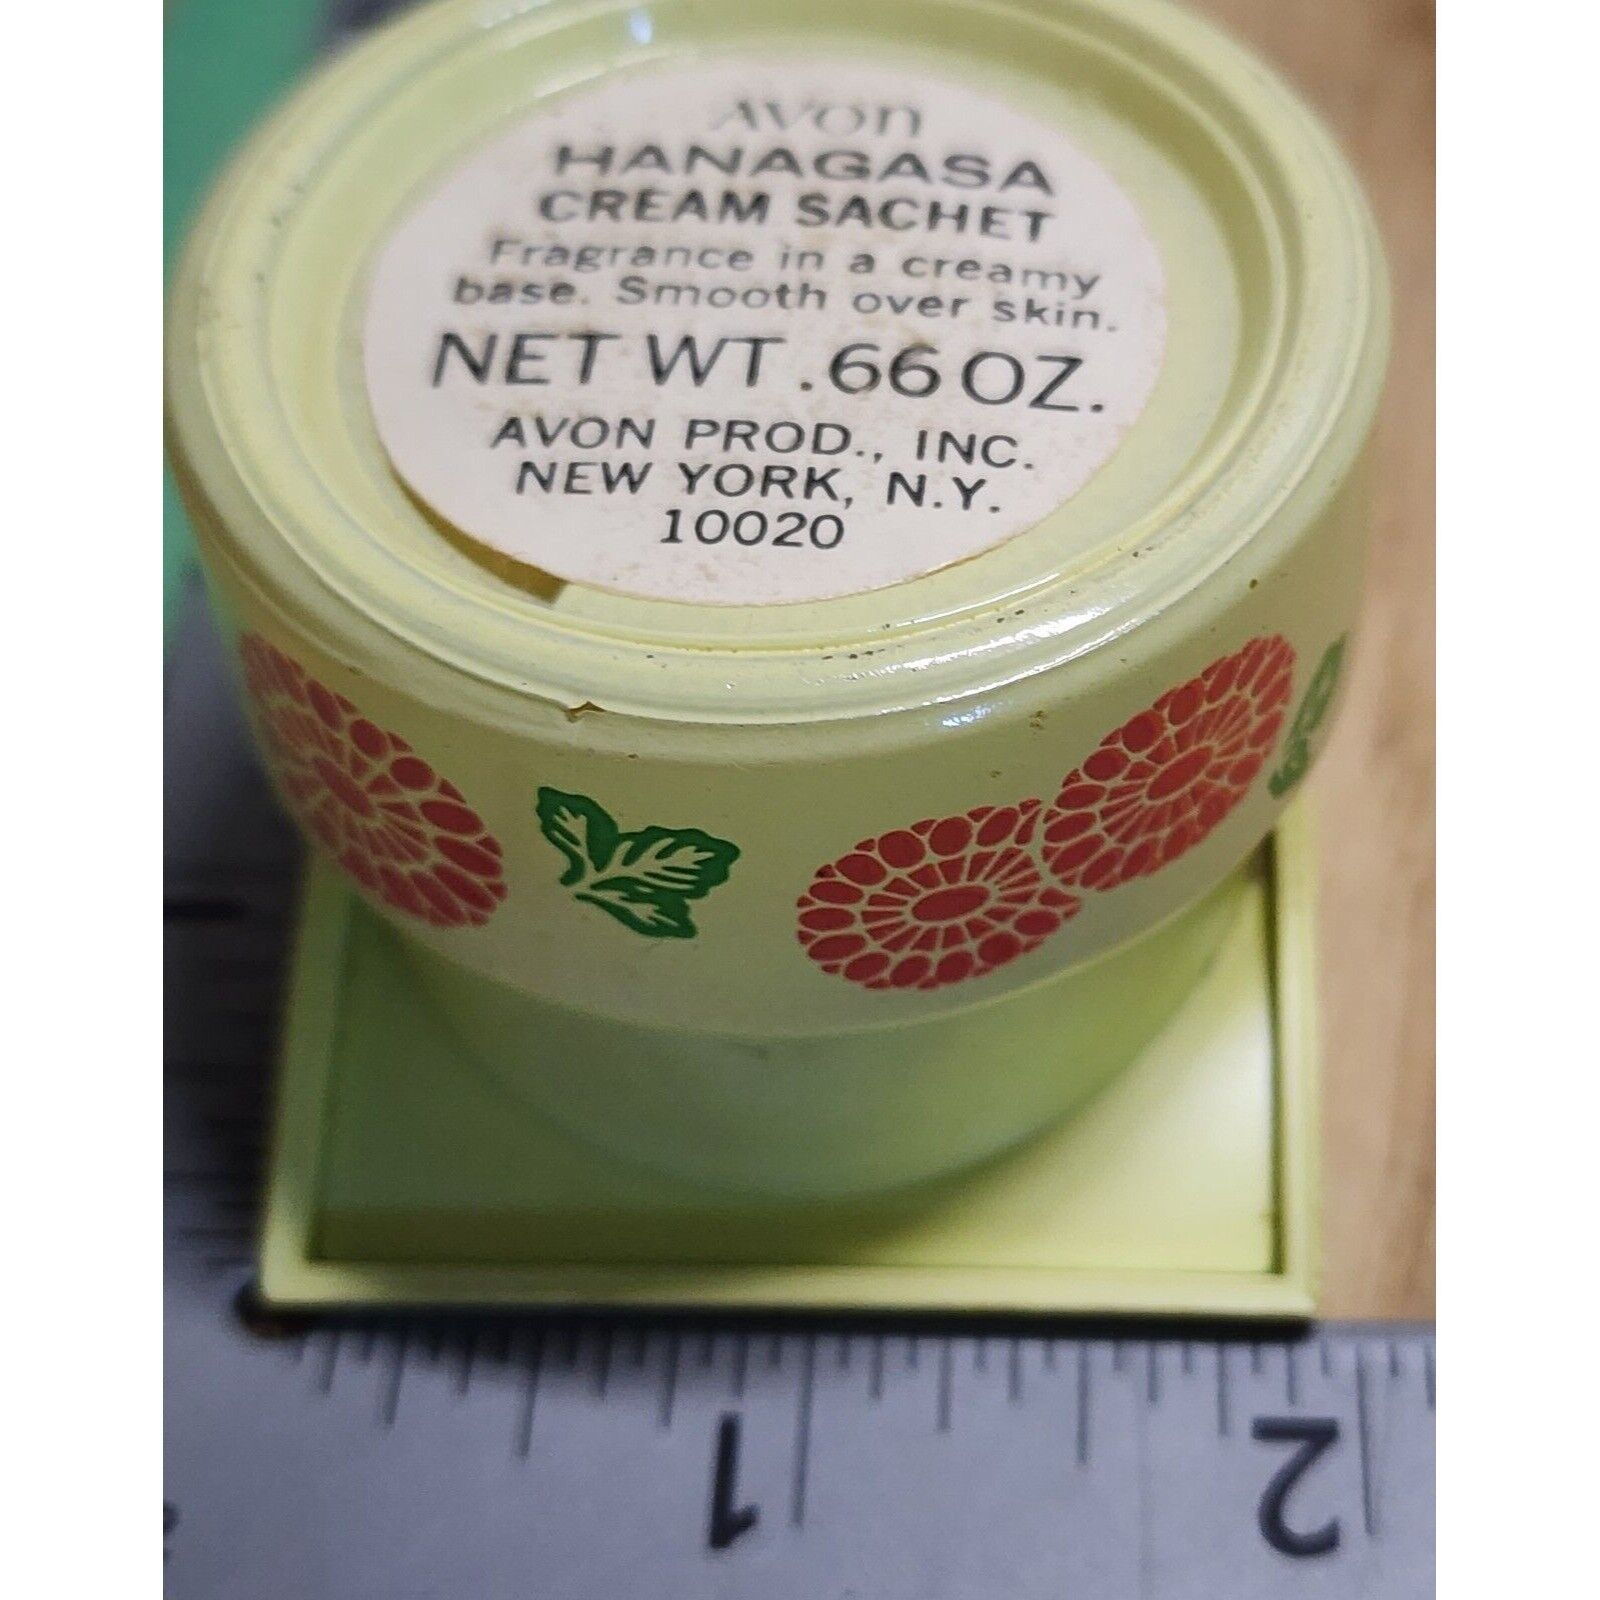 AVON
HANAGASA
CREAM SACHET
Fragrance in a creamy
base. Smooth over skin.
NET WT .66 OZ.
AVON PROD., INC.
NEW YORK, N.Y.
10020
1 2